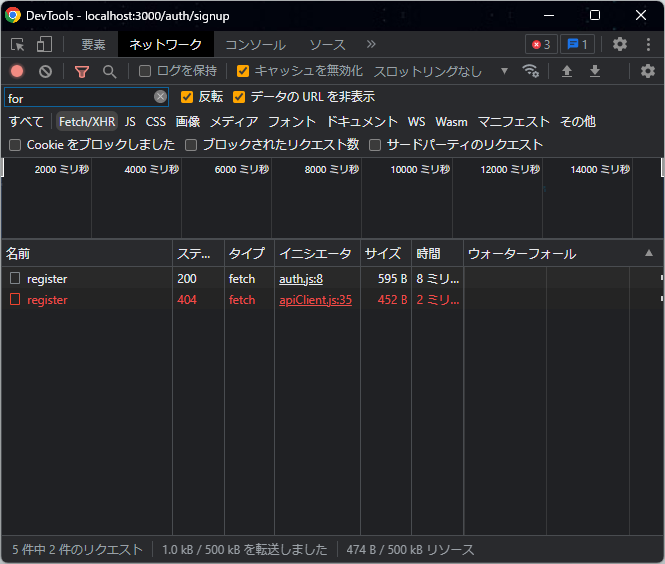 DevTools - localhost:3000/auth/signup
要素 ネットワーク コンソール ソース » 3 1
ログを保持 キャッシュを無効化 スロットリングなし
for 反転 データの URL を非表示
すべて Fetch/XHR JS CSS 画像 メディア フォント ドキュメント WS Wasm マニフェスト その他
Cookie をブロックしました ブロックされたリクエスト数 サードパーティのリクエスト
2000 ミリ秒 4000 ミリ秒 6000 ミリ秒 8000 ミリ秒 10000 ミリ秒 12000 ミリ秒 14000 ミリ秒
名前 ステ... タイプ イニシエータ サイズ 時間 ウォーターフォール
register 200 fetch auth.js:8 595 B 8 ミリ...
register 404 fetch apiClient.js:35 452 B 2 ミリ...
5 件中 2 件のリクエスト 1.0 kB / 500 kB を転送しました 474 B / 500 kB リソース